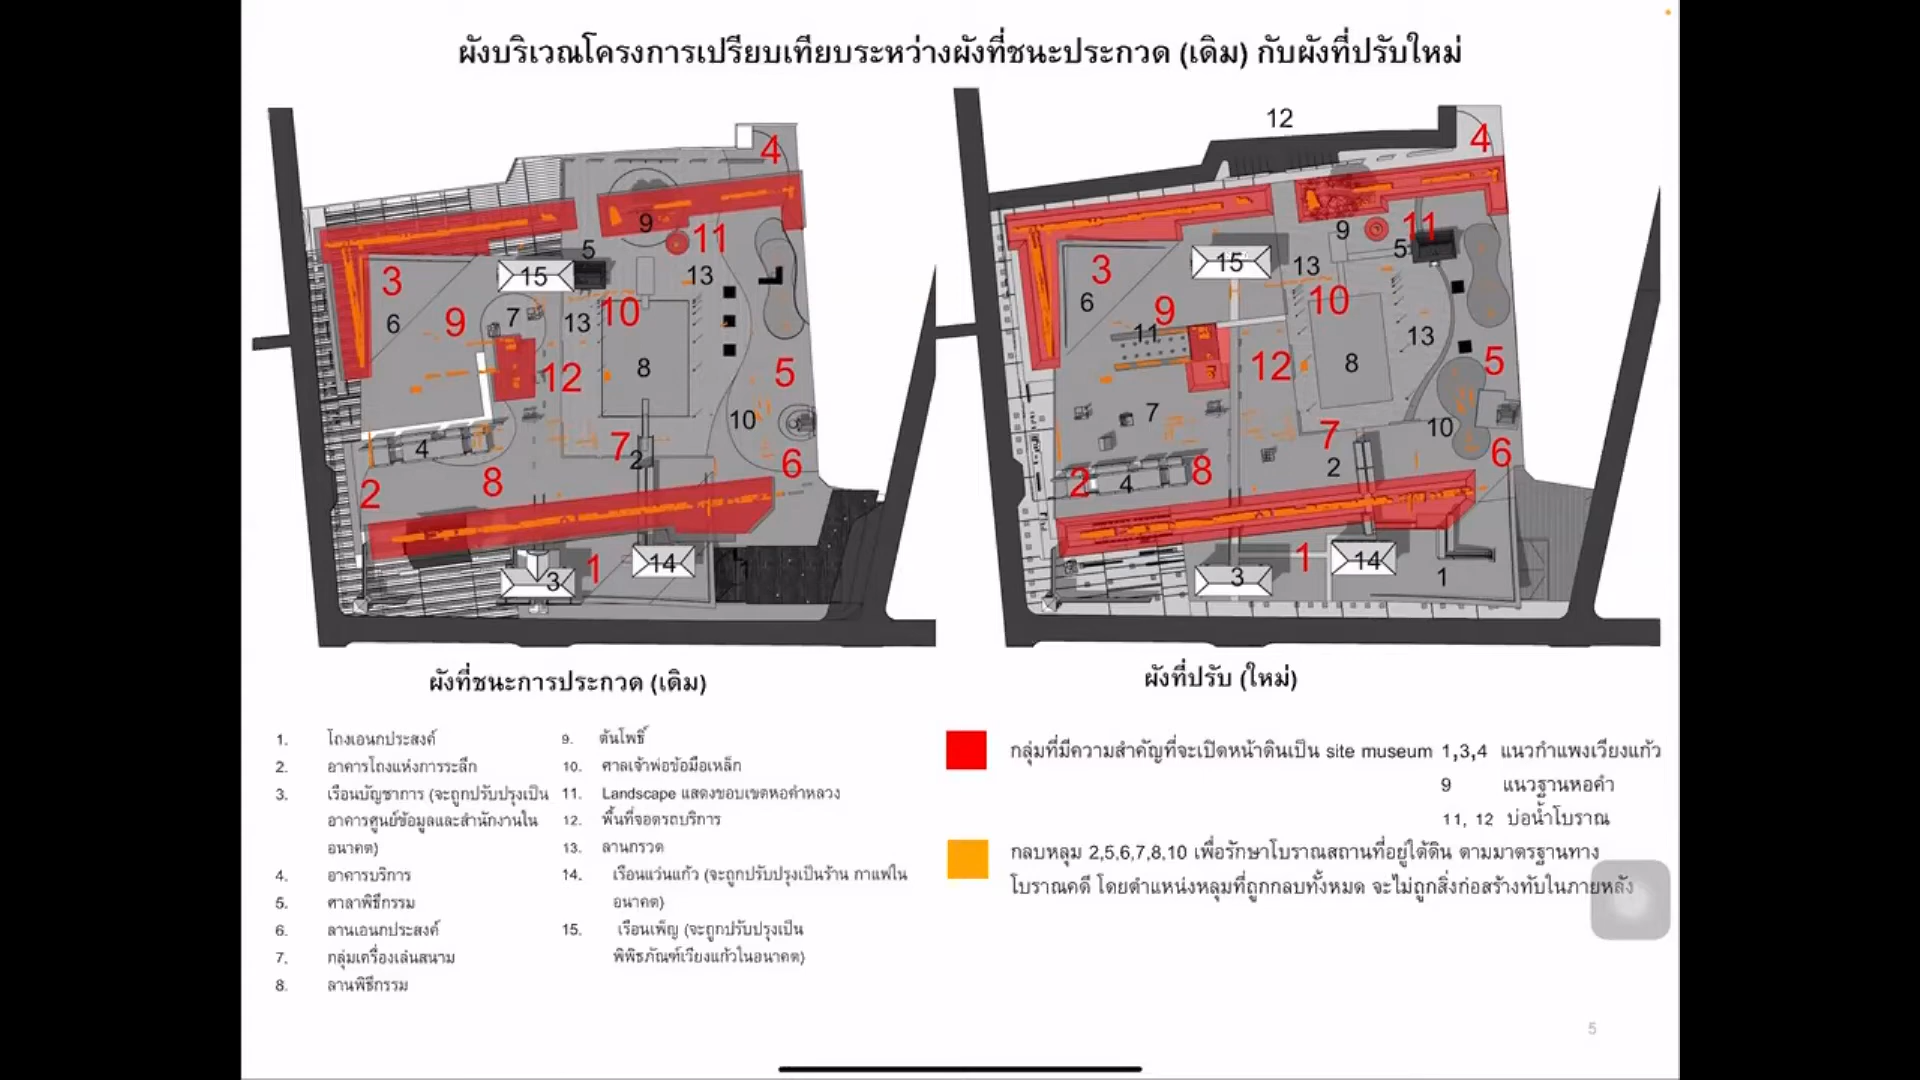 ผังบริเวณโครงการเปรียบเทียบระหว่างผังที่ชนะประกวด (เดิม) กับผังที่ปรับใหม่
4
9
11
5
15
13
3
6
9
7
13
10
12
8
5
10
4
7
2
6
2
8
1
14
3
12
4
11
9
5
15
13
3
6
9
10
11
13
12
8
5
7
10
7
2
6
2
4
8
1
14
3
1
ผังที่ชนะการประกวด (เดิม)
ผังที่ปรับ (ใหม่)
1. โถงเอนกประสงค์
2. อาคารโถงแห่งการระลึก
3. เรือนบัญชาการ (จะถูกปรับปรุงเป็น
อาคารศูนย์ข้อมูลและสำนักงานใน
อนาคต)
4. อาคารบริการ
5. ศาลาพิธีกรรม
6. ลานเอนกประสงค์
7. กลุ่มเครื่องเล่นสนาม
8. ลานพิธีกรรม
9. ต้นโพธิ์
10. ศาลเจ้าพ่อข้อมือเหล็ก
11. Landscape แสดงขอบเขตหอคำหลวง
12. พื้นที่จอดรถบริการ
13. ลานกรวด
14. เรือนแว่นแก้ว (จะถูกปรับปรุงเป็นร้าน กาแฟใน
อนาคต)
15. เรือนเพ็ญ (จะถูกปรับปรุงเป็น
พิพิธภัณฑ์เวียงแก้วในอนาคต)
กลุ่มที่มีความสำคัญที่จะเปิดหน้าดินเป็น site museum 1,3,4 แนวกำแพงเวียงแก้ว
9 แนวฐานหอคำ
11, 12 บ่อน้ำโบราณ
กลบหลุม 2,5.6,7,8,10 เพื่อรักษาโบราณสถานที่อยู่ใต้ดิน ตามมาตรฐานทาง
โบราณคดี โดยตำแหน่งหลุมที่ถูกกลบทั้งหมด จะไม่ถูกสิ่งก่อสร้างทับในภายหลัง
5